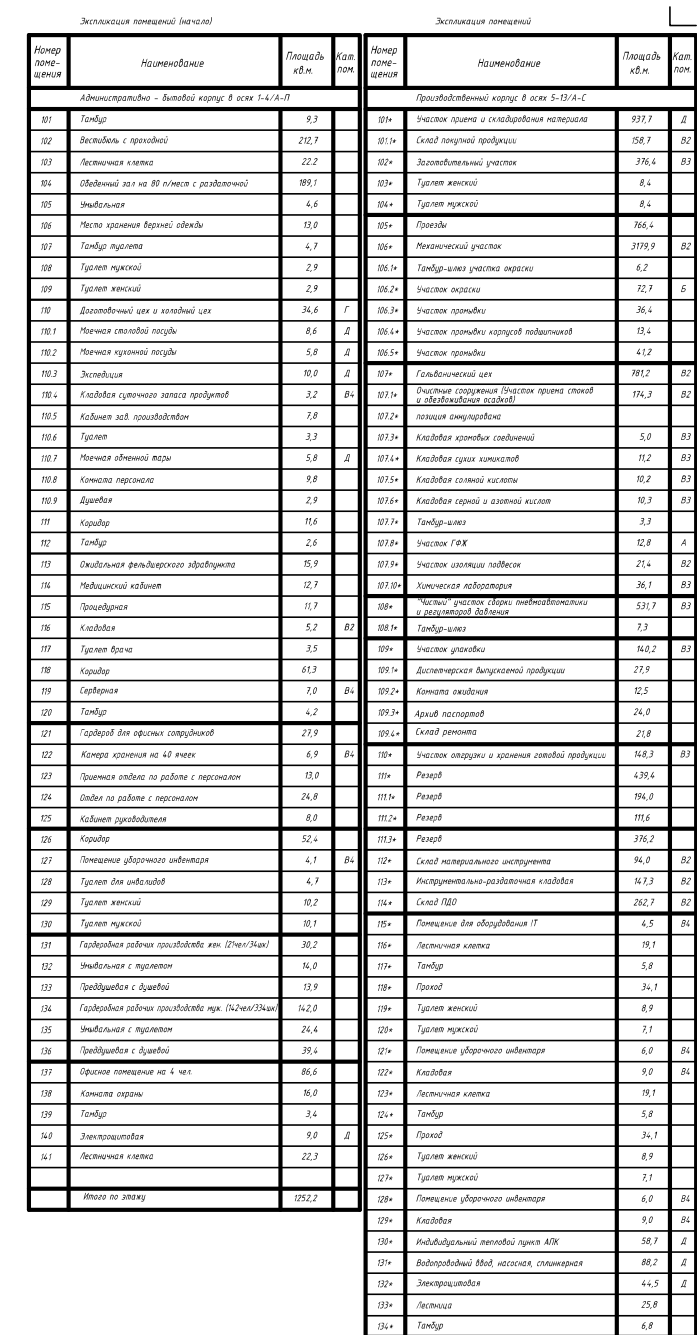 Экспликация помещений (начало)
Номер поме- щения Наименование Площадь кв.м. Кат. пом.
Административно - бытовой корпус в осях 1-4/А-П
101 Тамбур 9,3
102 Вестибюль с проходной 212,7
103 Лестничная клетка 22.2
104 Обеденный зал на 80 п/мест с раздаточной 189,1
105 Умывальная 4,6
106 Место хранения верхней одежды 13,0
107 Тамбур туалета 4,7
108 Туалет мужской 2,9
109 Туалет женский 2,9
110 Доготовочный цех и холодный цех 34,6 Г
110.1 Моечная столовой посуды 8,6 Д
110.2 Моечная кухонной посуды 5,8 Д
110.3 Экспедиция 10,0 Д
110.4 Кладовая суточного запаса продуктов 3,2 В4
110.5 Кабинет зав. производством 7,8
110.6 Туалет 3,3
110.7 Моечная обменной тары 5,8 Д
110.8 Комната персонала 9,8
110.9 Душевая 2,9
111 Коридор 11,6
112 Тамбур 2,6
113 Ожидальная фельдшерского здравпункта 15,9
114 Медицинский кабинет 12,7
115 Процедурная 11,7
116 Кладовая 5,2 В2
117 Туалет врача 3,5
118 Коридор 61,3
119 Серверная 7,0 В4
120 Тамбур 4,2
121 Гардероб для офисных сотрудников 27,9
122 Камера хранения на 40 ячеек 6,9 В4
123 Приемная отдела по работе с персоналом 13,0
124 Отдел по работе с персоналом 24,8
125 Кабинет руководителя 8,0
126 Коридор 52,4
127 Помещение уборочного инвентаря 4,1 В4
128 Туалет для инвалидов 4,7
129 Туалет женский 10,2
130 Туалет мужской 10,1
131 Гардеробная рабочих производства жен. (21чел/34шк) 30,2
132 Умывальная с туалетом 14,0
133 Преддушевая с душевой 13,9
134 Гардеробная рабочих производства муж. (142чел/334шк) 142,0
135 Умывальная с туалетом 24,4
136 Преддушевая с душевой 39,4
137 Офисное помещение на 4 чел. 86,6
138 Комната охраны 16,0
139 Тамбур 3,4
140 Электрощитовая 9,0 Д
141 Лестничная клетка 22,3
Итого по этажу 1252,2
Экспликация помещений
Номер поме- щения Наименование Площадь кв.м. Кат. пом.
Производственный корпус в осях 5-13/А-С
101* Участок приема и складирования материала 937,7 Д
101.1* Склад покупной продукции 158,7 В2
102* Заготовительный участок 376,4 В3
103* Туалет женский 8,4
104* Туалет мужской 8,4
105* Проезды 766,4
106* Механический участок 3179,9 В2
106.1* Тамбур-шлюз участка окраски 6,2
106.2* Участок окраски 72,7 Б
106.3* Участок промывки 36,4
106.4* Участок промывки корпусов подшипников 13,4
106.5* Участок промывки 41,2
107* Гальванический цех 781,2 В2
107.1* Очистные сооружения (Участок приема стоков
и обезвоживания осадков) 174,3 В2
107.2* позиция аннулирована
107.3* Кладовая хромовых соединений 5,0 В3
107.4* Кладовая сухих химикатов 11,2 В3
107.5* Кладовая соляной кислоты 10,2 В3
107.6* Кладовая серной и азотной кислот 10,3 В3
107.7* Тамбур-шлюз 3,3
107.8* Участок ГФЖ 12,8 А
107.9* Участок изоляции подвесок 21,4 В2
107.10* Химическая лаборатория 36,1 В3
108* "Чистый" участок сборки пневмоавтоматики
и регуляторов давления 531,7 В3
108.1* Тамбур-шлюз 7,3
109* Участок упаковки 140,2 В3
109.1* Диспетчерская выпускаемой продукции 27,9
109.2* Комната ожидания 12,5
109.3* Архив паспортов 24,0
109.4* Склад ремонта 21,8
110* Участок отгрузки и хранения готовой продукции 148,3 В3
111* Резерв 439,4
111.1* Резерв 194,0
111.2* Резерв 111,6
111.3* Резерв 376,2
112* Склад материального инструмента 94,0 В2
113* Инструментально-раздаточная кладовая 147,3 В2
114* Склад ПДО 262,7 В2
115* Помещение для оборудования IT 4,5 В4
116* Лестничная клетка 19,1
117* Тамбур 5,8
118* Проход 34,1
119* Туалет женский 8,9
120* Туалет мужской 7,1
121* Помещение уборочного инвентаря 6,0 В4
122* Кладовая 9,0 В4
123* Лестничная клетка 19,1
124* Тамбур 5,8
125* Проход 34,1
126* Туалет женский 8,9
127* Туалет мужской 7,1
128* Помещение уборочного инвентаря 6,0 В4
129* Кладовая 9,0 В4
130* Индивидуальный тепловой пункт АПК 58,7 Д
131* Водопроводный ввод, насосная, сплинкерная 88,2 Д
132* Электрощитовая 44,5 Д
133* Лестница 25,8
134* Тамбур 6,8